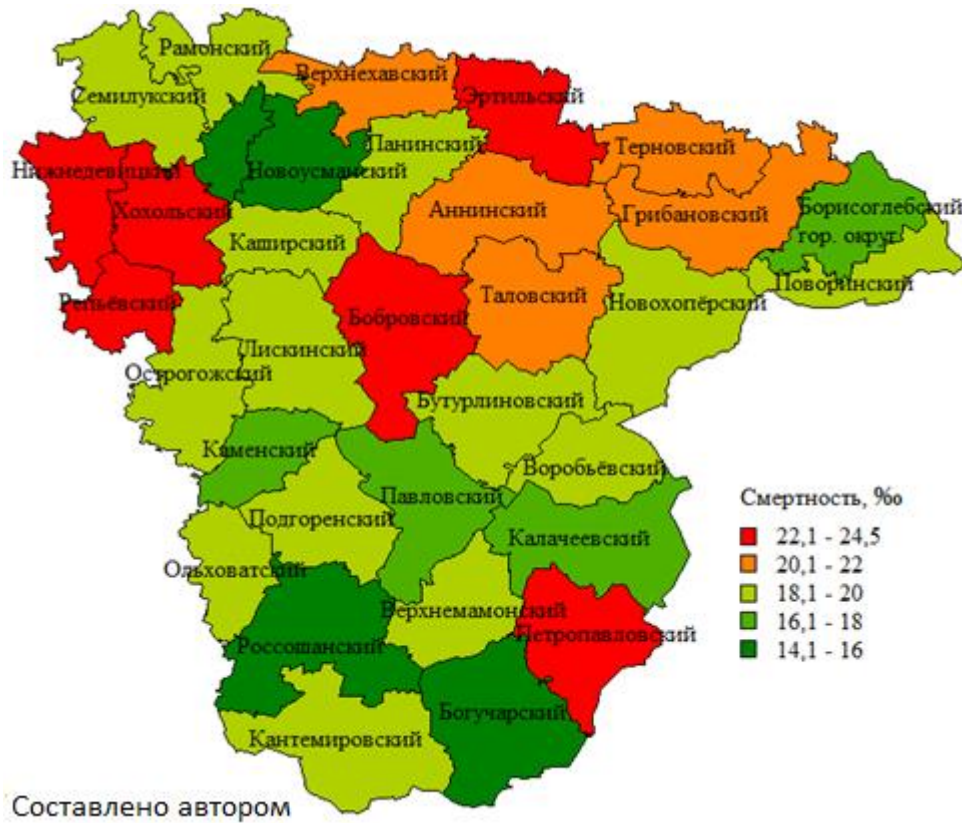 Рамонский
Верхнехавский
Семилукский
Эртильский
Панинский
Терновский
Нижнедевицкий
Новоусманский
Хохольский
Аннинский
Грибановский
Борисоглебский
гор. округ
Каширский
Поворинский
Репьёвский
Бобровский
Таловский
Новохопёрский
Лискинский
Острогожский
Бутурлиновский
Каменский
Воробьёвский
Павловский
Подгоренский
Калачеевский
Ольховатский
Верхнемамонский
Петропавловский
Россошанский
Богучарский
Кантемировский
Смертность, ‰
22,1 - 24,5
20,1 - 22
18,1 - 20
16,1 - 18
14,1 - 16
Составлено автором